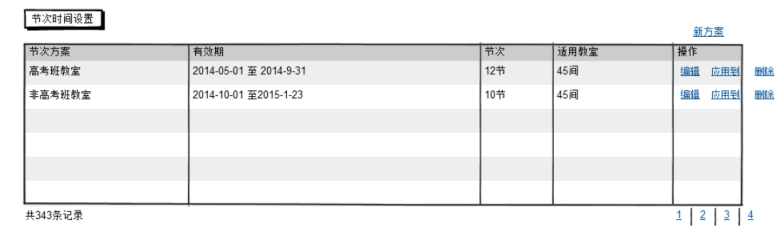 节次时间设置
新方案
节次方案 有效期 节次 适用教室 操作
高考班教室 2014-05-01 至 2014-9-31 12节 45间 编辑 应用到 删除
非高考班教室 2014-10-01 至2015-1-23 10节 45间 编辑 应用到 删除
共343条记录 1 2 3 4